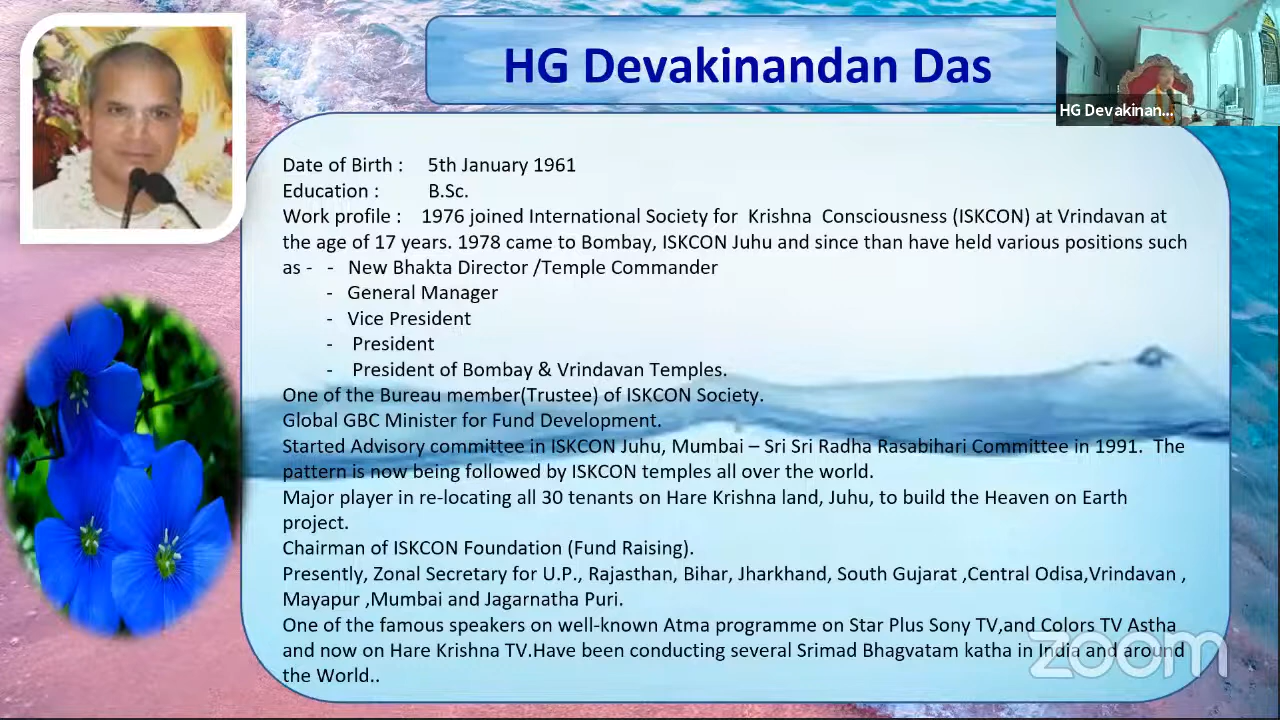 HG Devakinandan Das
HG Devakinan...
Date of Birth : 5th January 1961
Education : B.Sc.
Work profile : 1976 joined International Society for Krishna Consciousness (ISKCON) at Vrindavan at
the age of 17 years. 1978 came to Bombay, ISKCON Juhu and since than have held various positions such
as - - New Bhakta Director /Temple Commander
- General Manager
- Vice President
- President
- President of Bombay & Vrindavan Temples.
One of the Bureau member(Trustee) of ISKCON Society.
Global GBC Minister for Fund Development.
Started Advisory committee in ISKCON Juhu, Mumbai – Sri Sri Radha Rasabihari Committee in 1991. The
pattern is now being followed by ISKCON temples all over the world.
Major player in re-locating all 30 tenants on Hare Krishna land, Juhu, to build the Heaven on Earth
project.
Chairman of ISKCON Foundation (Fund Raising).
Presently, Zonal Secretary for U.P., Rajasthan, Bihar, Jharkhand, South Gujarat ,Central Odisa,Vrindavan ,
Mayapur ,Mumbai and Jagarnatha Puri.
One of the famous speakers on well-known Atma programme on Star Plus Sony TV,and Colors TV Astha
and now on Hare Krishna TV.Have been conducting several Srimad Bhagvatam katha in India and around
the World..
zoom